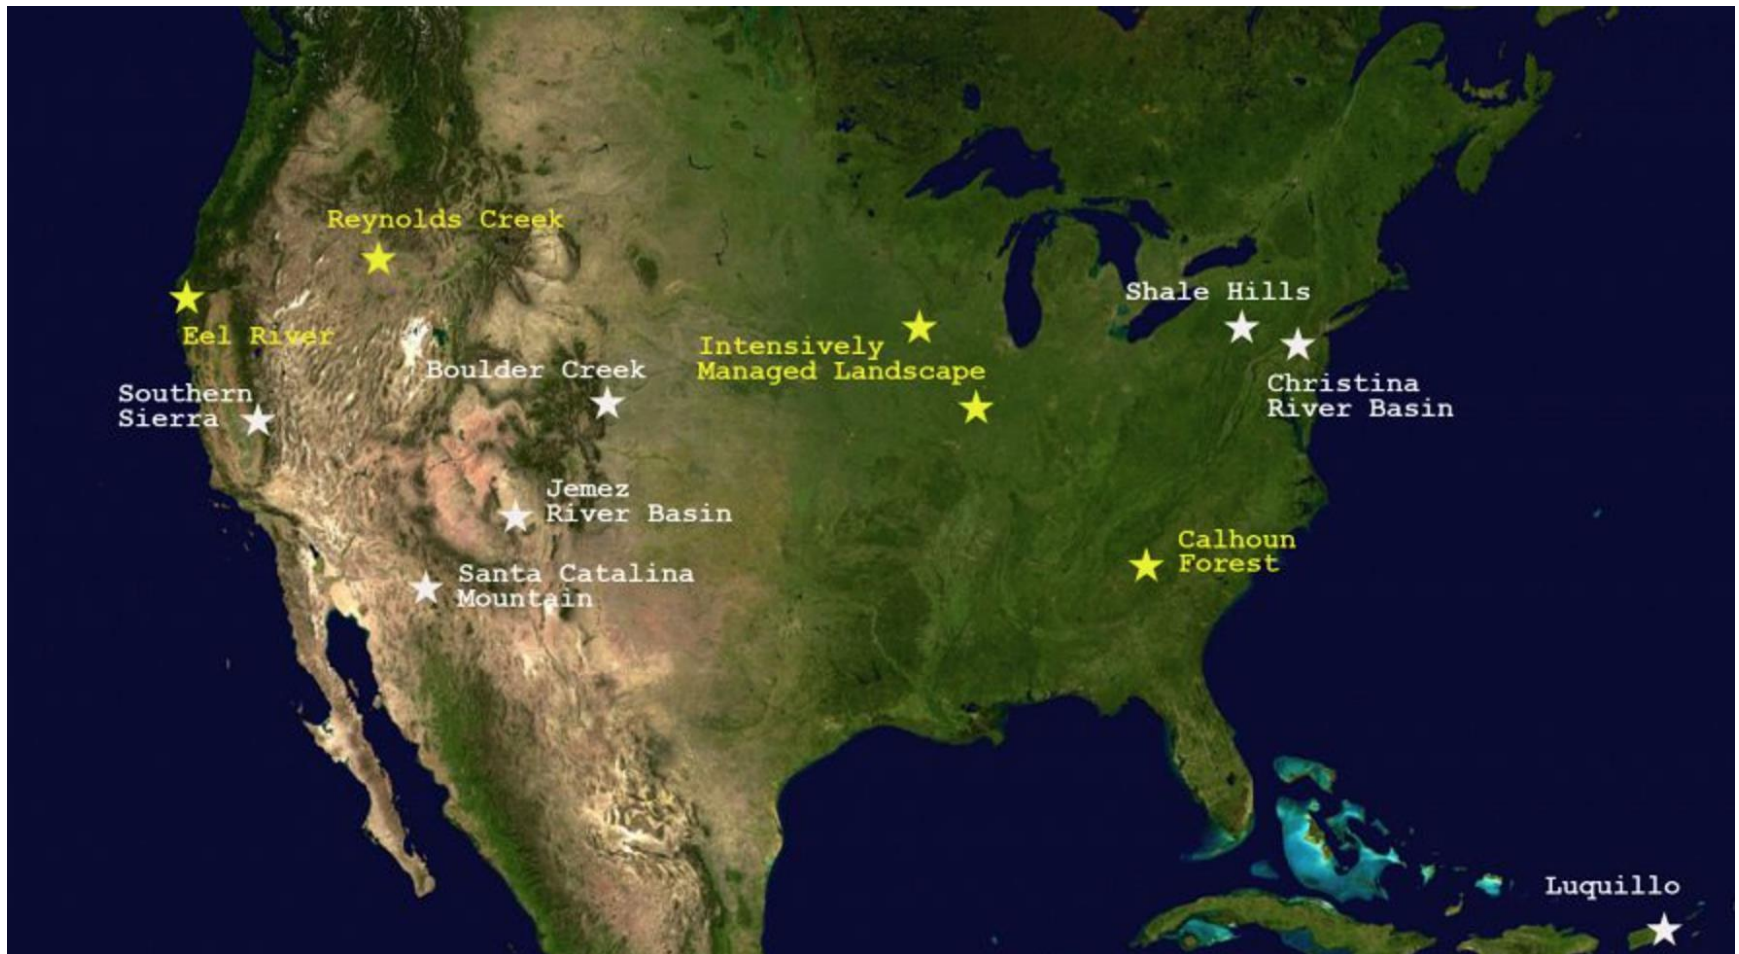 Reynolds Creek
Eel River
Southern
Sierra
Boulder Creek
Jemez
River Basin
Santa Catalina
Mountain
Intensively
Managed Landscape
Shale Hills
Christina
River Basin
Calhoun
Forest
Luquillo